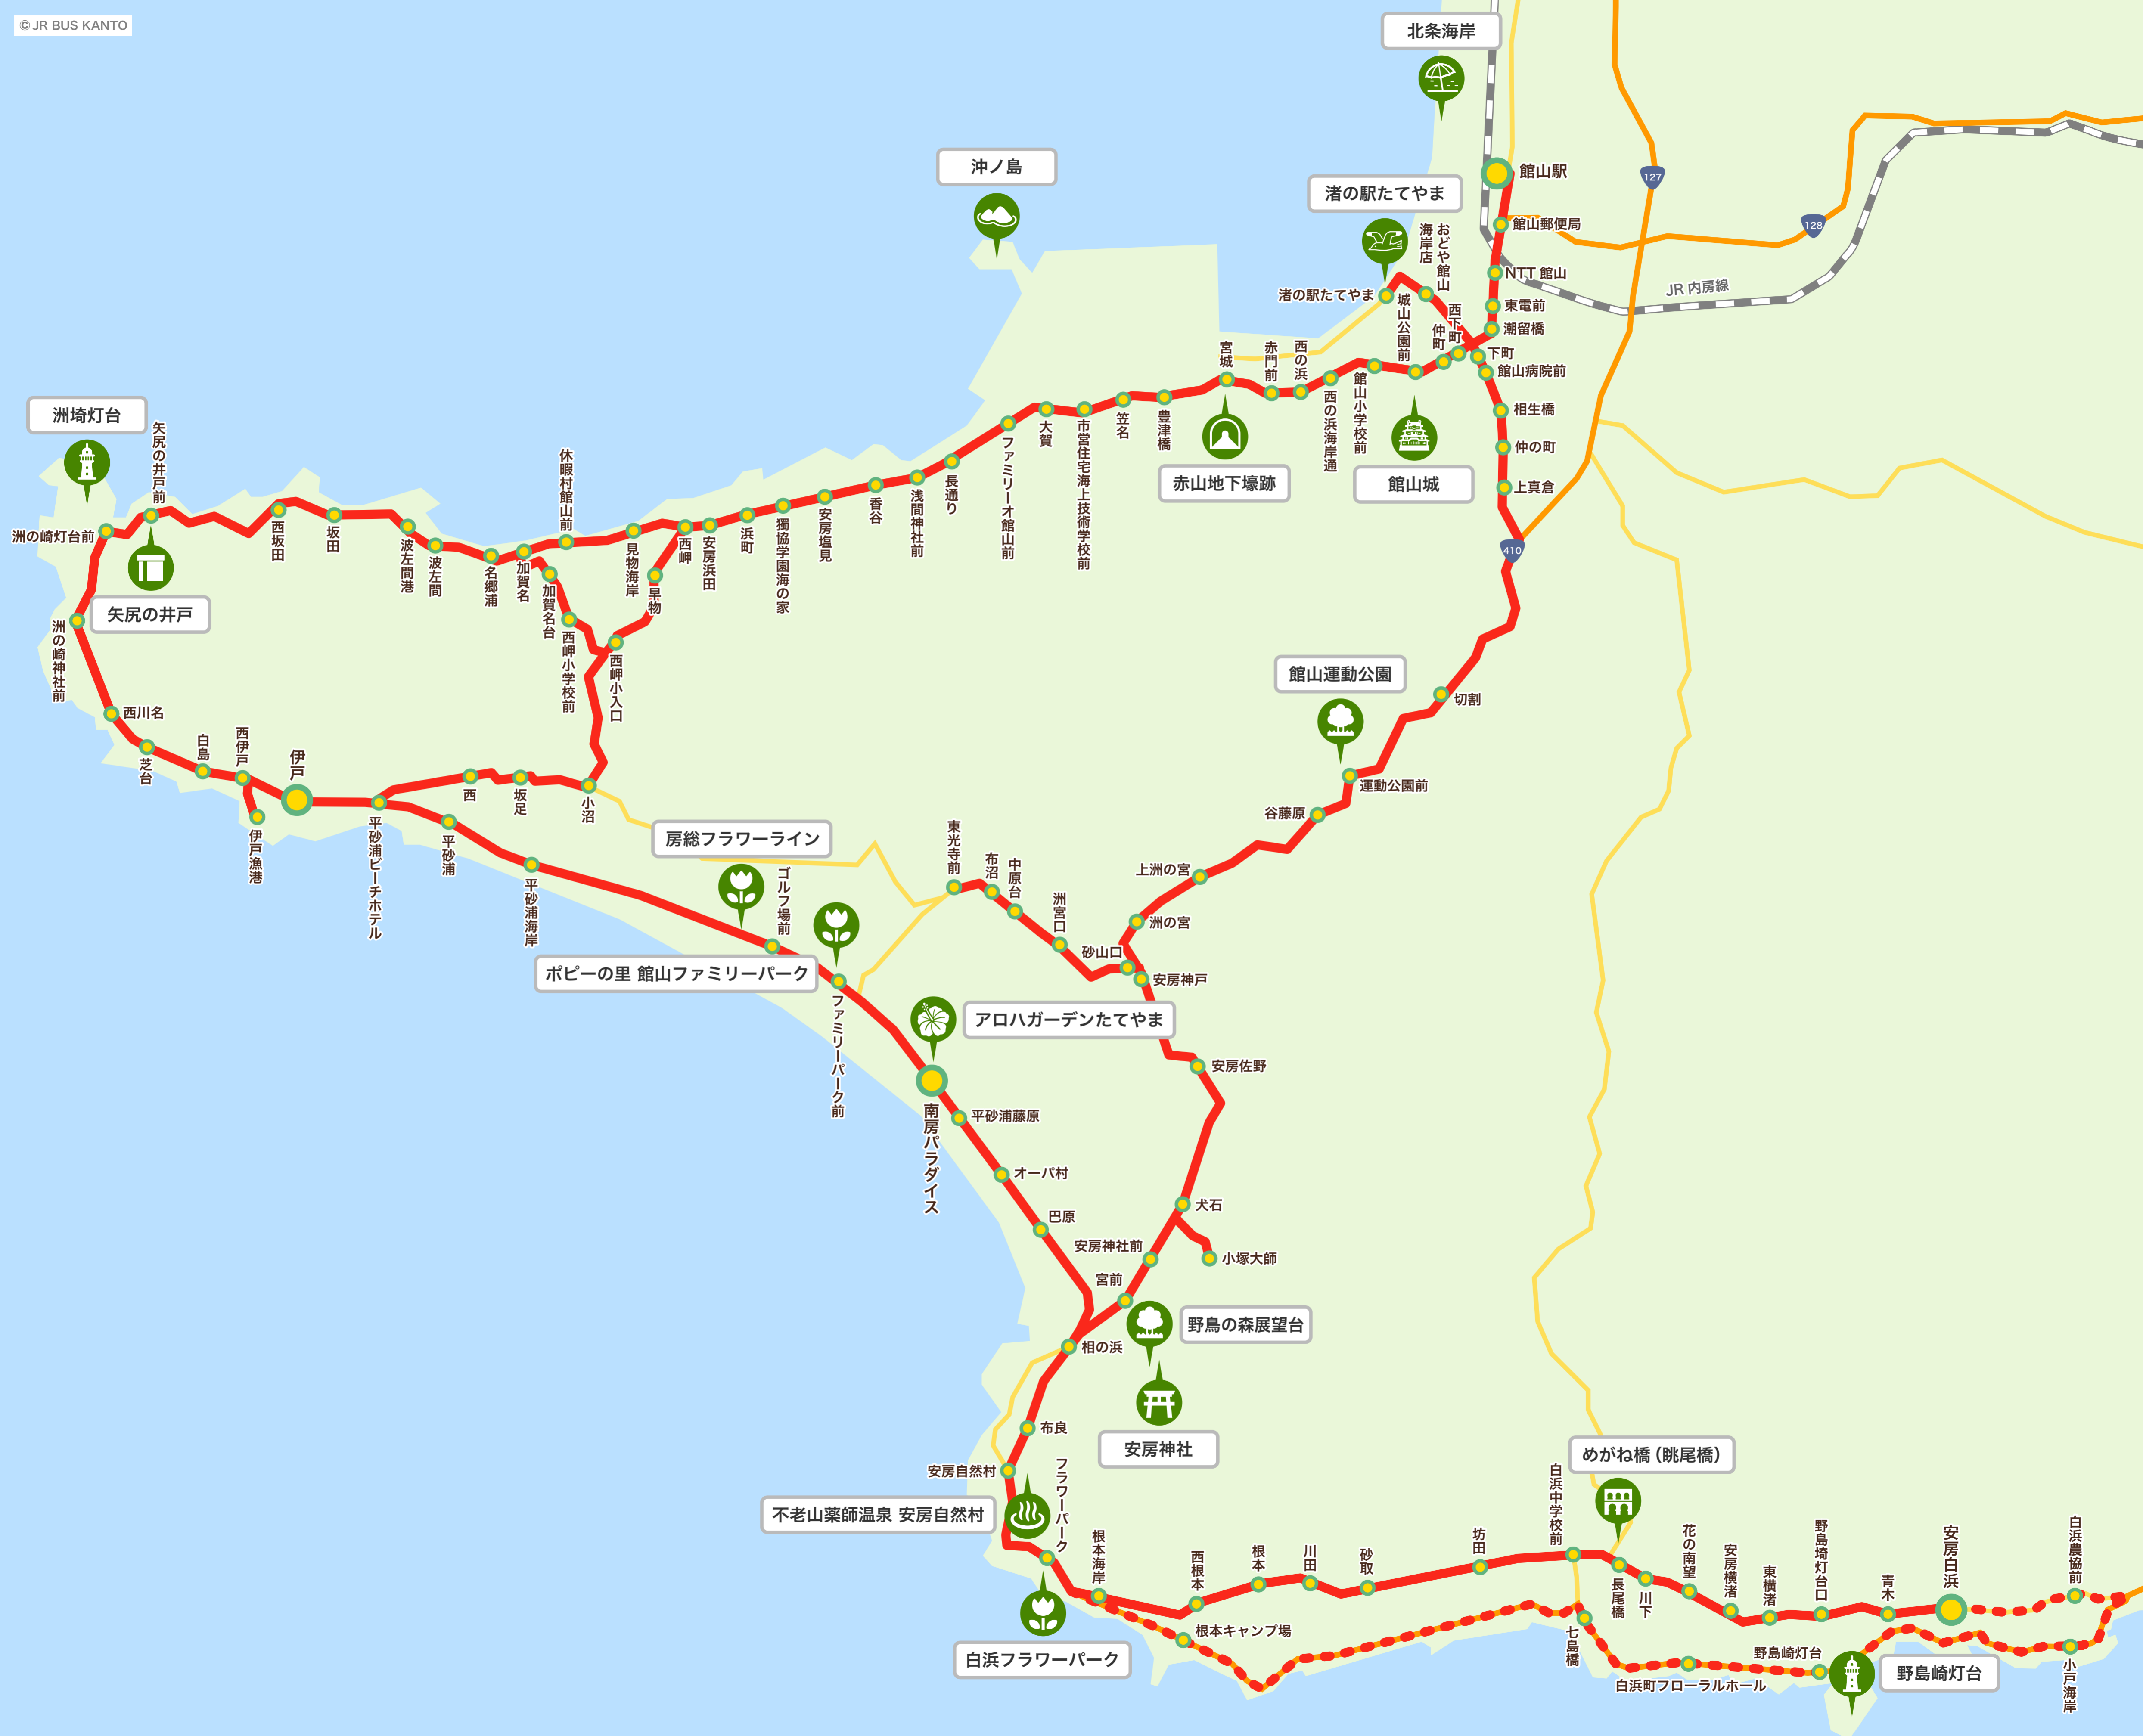 ©JR BUS KANTO
北条海岸
沖ノ島
渚の駅たてやま
館山駅
127
館山郵便局
128
おどや館山
海岸店
NTT 館山
JR 内房線
渚の駅たてやま
東電前
潮留橋
城山公園前
仲町
西下町
下町
館山病院前
宮城
赤門前
西の浜
西の浜海岸通
館山小学校前
相生橋
仲の町
上真倉
410
大賀
市営住宅海上技術学校前
笠名
豊津橋
赤山地下壕跡
館山城
洲埼灯台
矢尻の井戸前
洲の崎灯台前
矢尻の井戸
西坂田
坂田
波左間港
波左間
名郷浦
加賀名
休暇村館山前
加賀名台
西岬小学校前
西岬小入口
見物海岸
早物
西岬
安房浜田
浜町
獨協学園海の家
安房塩見
香谷
浅間神社前
長通り
ファミリーオ館山前
洲の崎神社前
西川名
芝台
白島
西伊戸
伊戸
伊戸漁港
平砂浦ビーチホテル
西
坂足
小沼
平砂浦
平砂浦海岸
館山運動公園
切割
運動公園前
谷藤原
上洲の宮
洲の宮
房総フラワーライン
ゴルフ場前
東光寺前
布沼
中原台
洲宮口
砂山口
安房神戸
ポピーの里 館山ファミリーパーク
ファミリーパーク前
アロハガーデンたてやま
安房佐野
南房パラダイス
平砂浦藤原
オーパ村
巴原
犬石
小塚大師
安房神社前
宮前
野鳥の森展望台
相の浜
安房神社
布良
安房自然村
不老山薬師温泉 安房自然村
フラワーパーク
白浜フラワーパーク
根本海岸
西根本
根本
川田
砂取
坊田
白浜中学校前
めがね橋（眺尾橋）
長尾橋
川下
花の南望
安房横渚
東横渚
野島埼灯台口
青木
安房白浜
白浜農協前
根本キャンプ場
七島橋
白浜町フローラルホール
野島崎灯台
野島崎灯台
小戸海岸